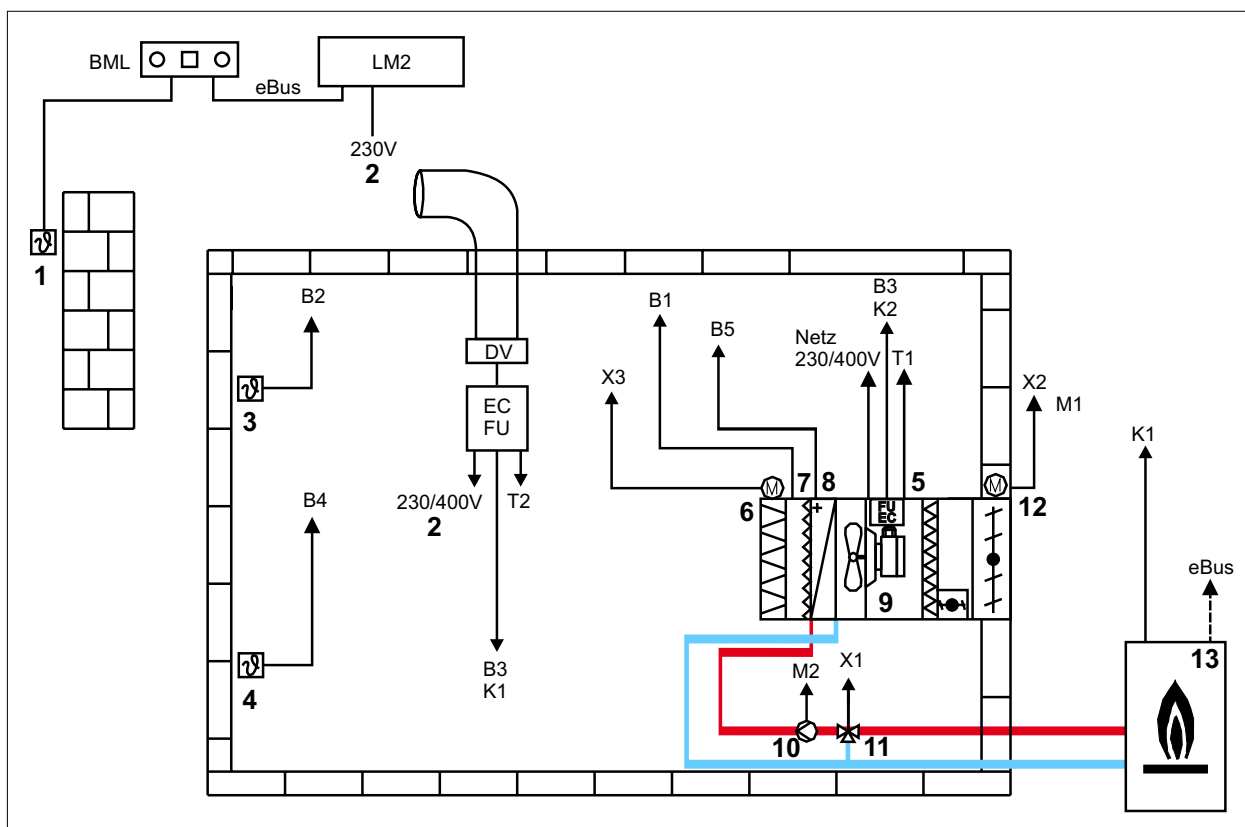 BML
LM2
eBus
230V
2
1
B2
B1
B3
K2
B5
Netz
230/400V
T1
X3
DV
X2
M1
3
EC
FU
K1
7
8
5
6
FU
EC
12
230/400V
T2
2
B4
M
M
9
eBus
4
B3
K1
M2
X1
13
10
11